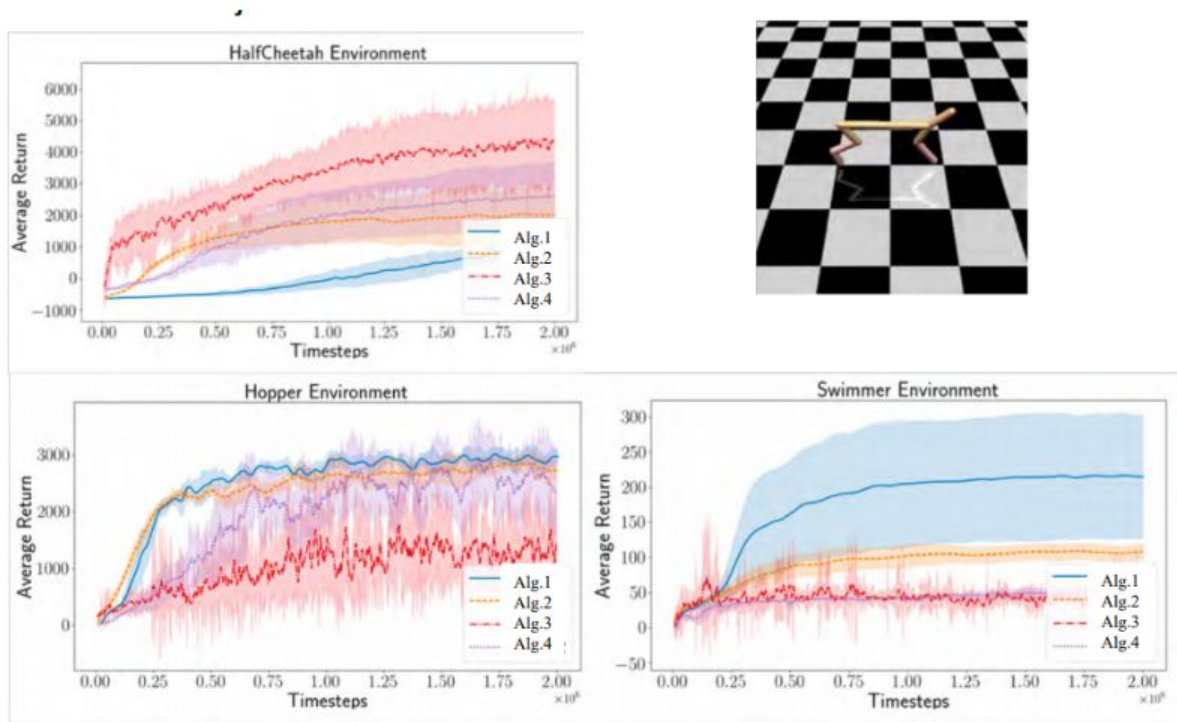 HalfCheetah Environment
Average Return
6000
5000
4000
3000
2000
1000
0
−1000
Alg.1
Alg.2
Alg.3
Alg.4
0.00 0.25 0.50 0.75 1.00 1.25 1.50 1.75 2.00
Timesteps
×10⁶
Hopper Environment
Average Return
3000
2000
1000
0
Alg.1
Alg.2
Alg.3
Alg.4
0.00 0.25 0.50 0.75 1.00 1.25 1.50 1.75 2.00
Timesteps
×10⁶
Swimmer Environment
Average Return
300
250
200
150
100
50
0
−50
Alg.1
Alg.2
Alg.3
Alg.4
0.00 0.25 0.50 0.75 1.00 1.25 1.50 1.75 2.00
Timesteps
×10⁶